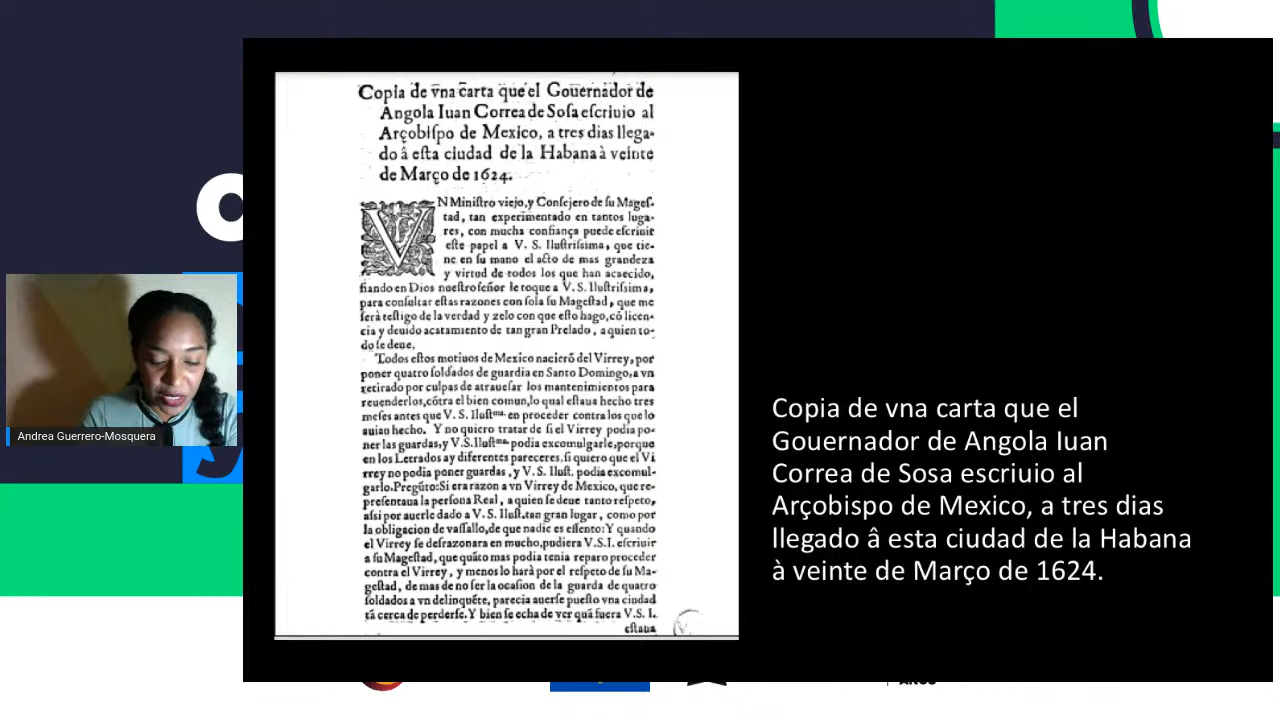 Copia de vna carta que el Gouernador de
Angola Iuan Correa de Sosa escriuio al
Arçobispo de Mexico, a tres dias llega-
do â esta ciudad de la Habana à veinte
de Março de 1624.
VN Ministro viejo, y Consejero de su Mages-
tad, tan experimentado en tantos luga-
res, con mucha confiança puede escriuir
este papel a V. S. Ilustrissima, que tie-
ne en su mano el acto de mas grandeza
y virtud de todos los que han acaecido,
fiando en Dios nuestro señor le toque a V. S. Ilustrissima,
para consultar estas razones con sola su Magestad, que me
serà testigo de la verdad y zelo con que esto hago, cõ licen-
cia y deuido acatamiento de tan gran Prelado, a quien to-
do se deue.
Todos estos motiuos de Mexico nacierõ del Virrey, por
poner quatro soldados de guardia en Santo Domingo, a vn
retirado por culpas de atrauesar los mantenimientos para
reuenderlos, cõtra el bien comun, lo qual estaua hecho tres
meses antes que V. S. Ilustma. en proceder contra los que lo
auian hecho. Y no quiero tratar de si el Virrey podia po-
ner las guardas, y V.S. Ilustma. podia excomulgarle, porque
en los Letrados ay diferentes pareceres, si quiero que el Vi
rrey no podia poner guardas, y V. S. Ilust. podia excomul-
garlo. Pregũto: Si era razon a vn Virrey de Mexico, que re-
presentaua la persona Real, a quien se deue tanto respeto,
assi por auerle dado a V. S. Ilust. tan gran lugar, como por
la obligacion de vassallo, de que nadie es essento: Y quando
el Virrey se desrazonara en mucho, pudiera V.S.I. escriuir
a su Magestad, que quãto mas podia tenia reparo proceder
contra el Virrey, y menos lo harà por el respeto de su Ma-
gestad, de mas de no ser la ocasion de la guarda de quatro
soldados a vn delinquẽte, parecia auerse puesto vna ciudad
tã cerca de perderse. Y bien se echa de ver quã fuera V.S. I.
estaua
Andrea Guerrero-Mosquera
Copia de vna carta que el
Gouernador de Angola Iuan
Correa de Sosa escriuio al
Arçobispo de Mexico, a tres dias
llegado â esta ciudad de la Habana
à veinte de Março de 1624.